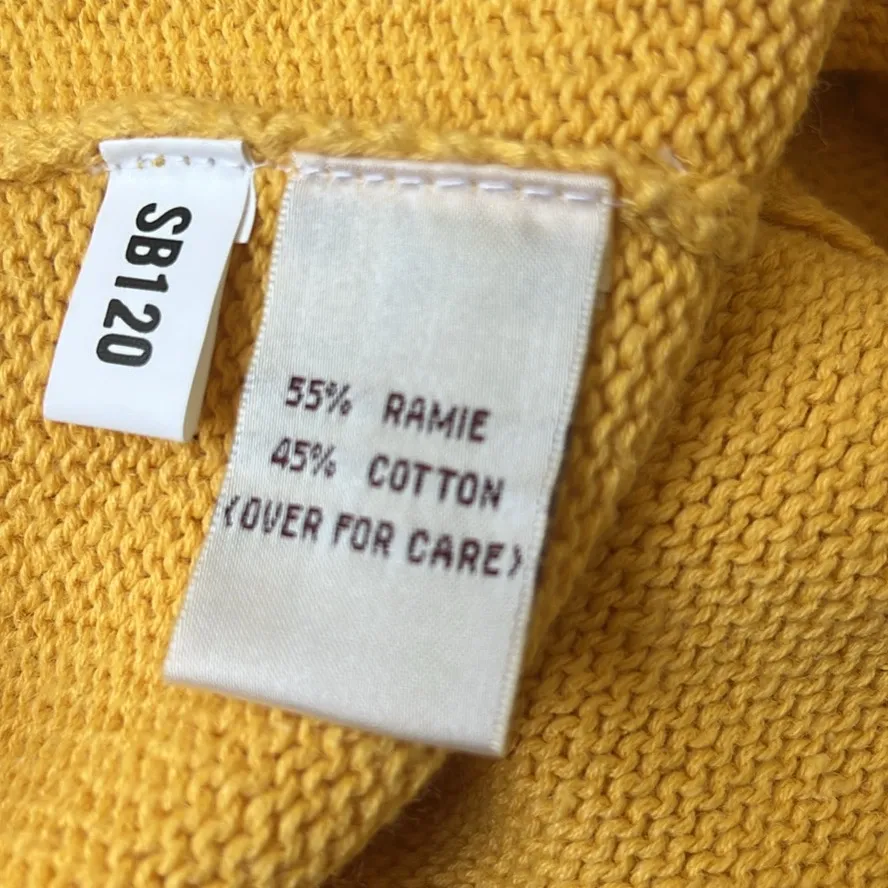 SB120
55% RAMIE
45% COTTON
(OVER FOR CARE)